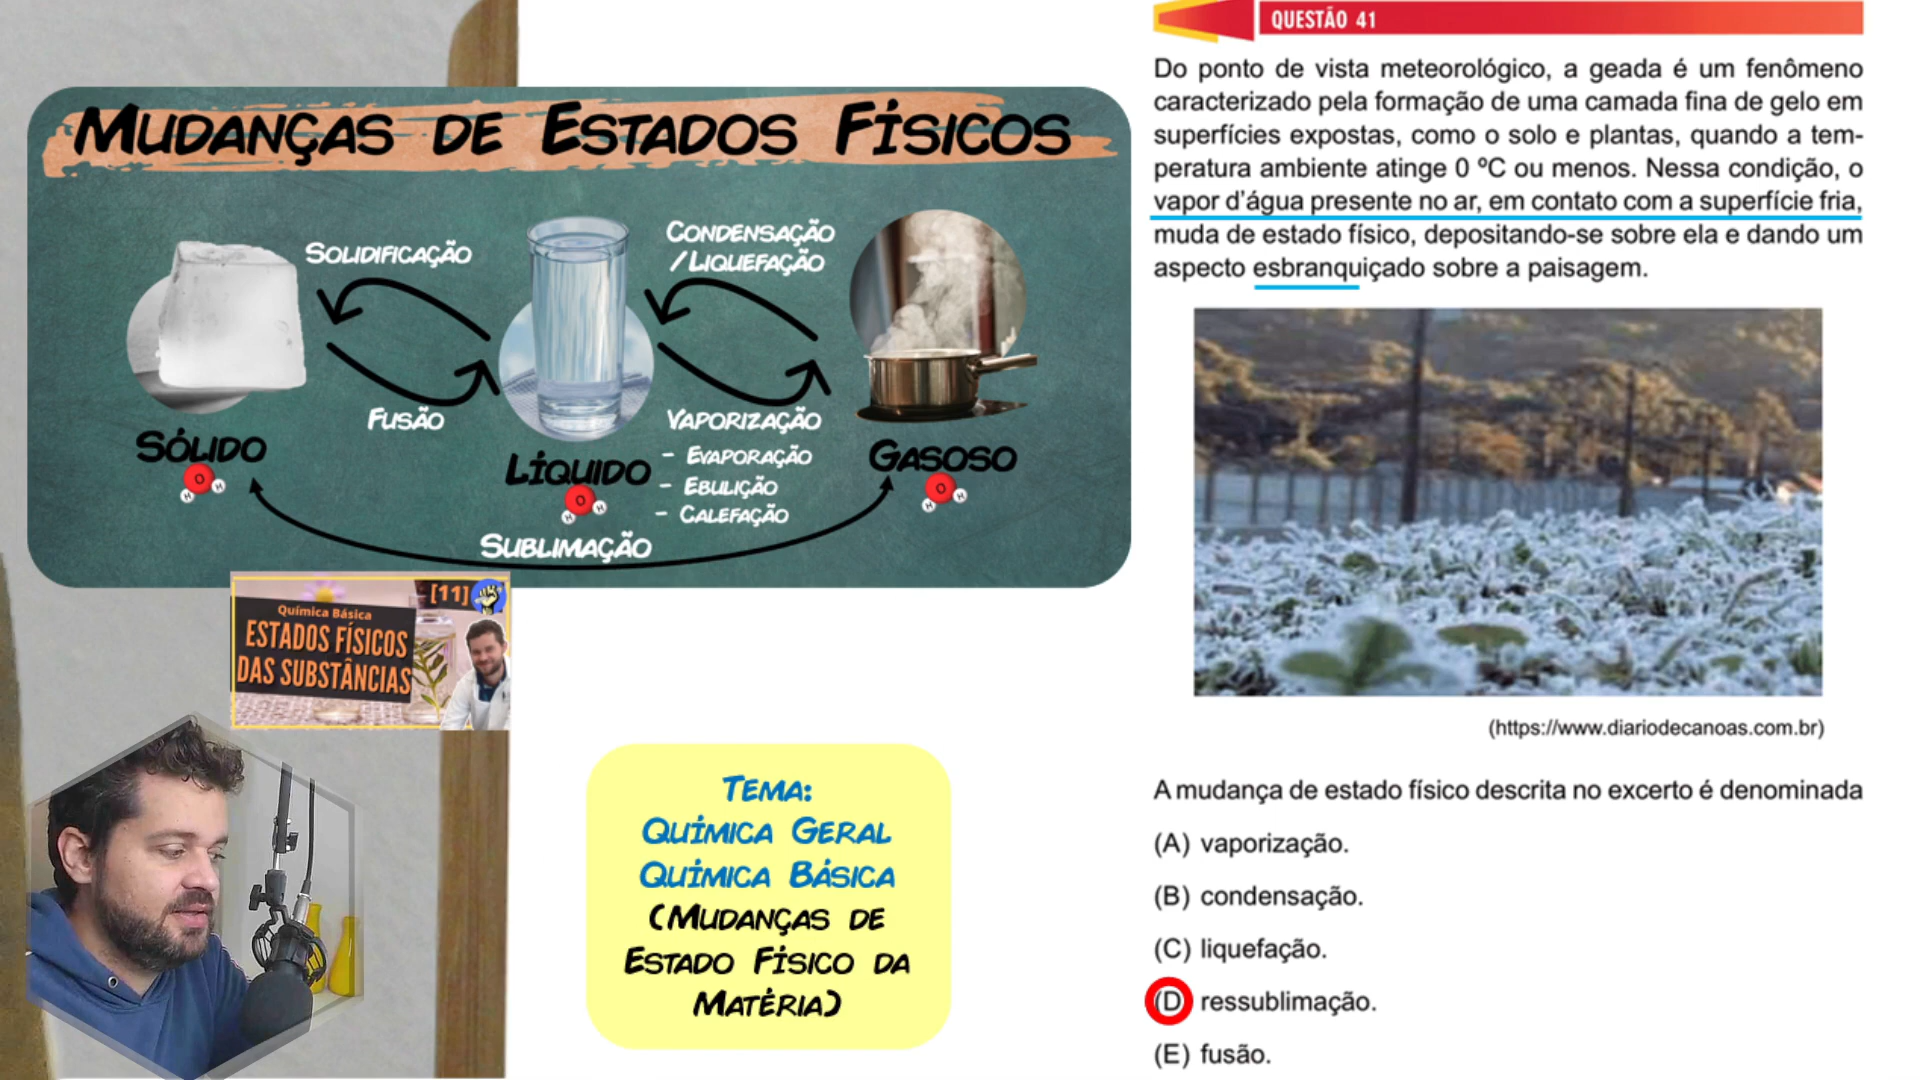 MUDANÇAS DE ESTADOS FÍSICOS
SOLIDIFICAÇÃO
CONDENSAÇÃO
/LIQUEFAÇÃO
FUSÃO
VAPORIZAÇÃO
- EVAPORAÇÃO
- EBULIÇÃO
- CALEFAÇÃO
SÓLIDO
LÍQUIDO
GASOSO
O
H
H
O
H
H
O
H
H
SUBLIMAÇÃO
[11]
Química Básica
ESTADOS FÍSICOS
DAS SUBSTÂNCIAS
TEMA:
QUÍMICA GERAL
QUÍMICA BÁSICA
(MUDANÇAS DE
ESTADO FÍSICO DA
MATÉRIA)
QUESTÃO 41
Do ponto de vista meteorológico, a geada é um fenômeno
caracterizado pela formação de uma camada fina de gelo em
superfícies expostas, como o solo e plantas, quando a tem-
peratura ambiente atinge 0 ºC ou menos. Nessa condição, o
vapor d'água presente no ar, em contato com a superfície fria,
muda de estado físico, depositando-se sobre ela e dando um
aspecto esbranquiçado sobre a paisagem.
(https://www.diariodecanoas.com.br)
A mudança de estado físico descrita no excerto é denominada
(A) vaporização.
(B) condensação.
(C) liquefação.
(D ressublimação.
(E) fusão.